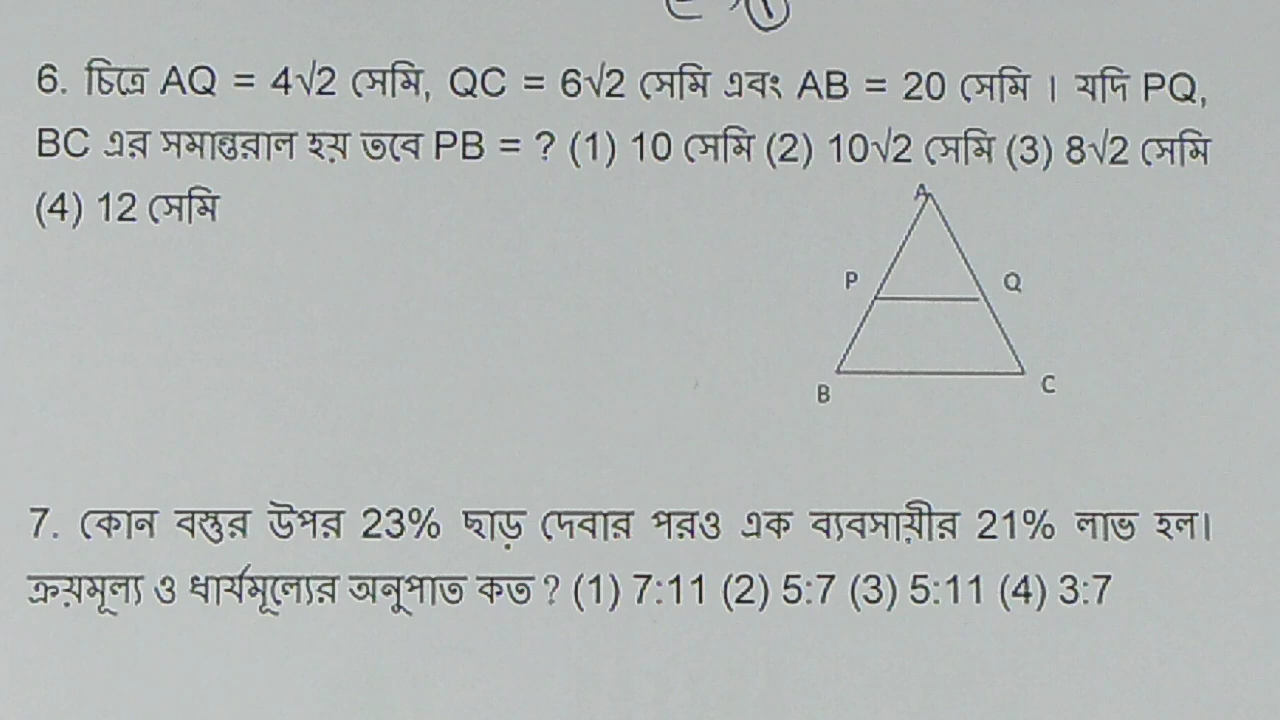 ①
6. চিত্রে AQ = 4√2 সেমি, QC = 6√2 সেমি এবং AB = 20 সেমি । যদি PQ,
BC এর সমান্তরাল হয় তবে PB = ? (1) 10 সেমি (2) 10√2 সেমি (3) 8√2 সেমি
(4) 12 সেমি
A
P Q
B C
7. কোন বস্তুর উপর 23% ছাড় দেবার পরও এক ব্যবসায়ীর 21% লাভ হল।
ক্রয়মূল্য ও ধার্যমূল্যের অনুপাত কত ? (1) 7:11 (2) 5:7 (3) 5:11 (4) 3:7